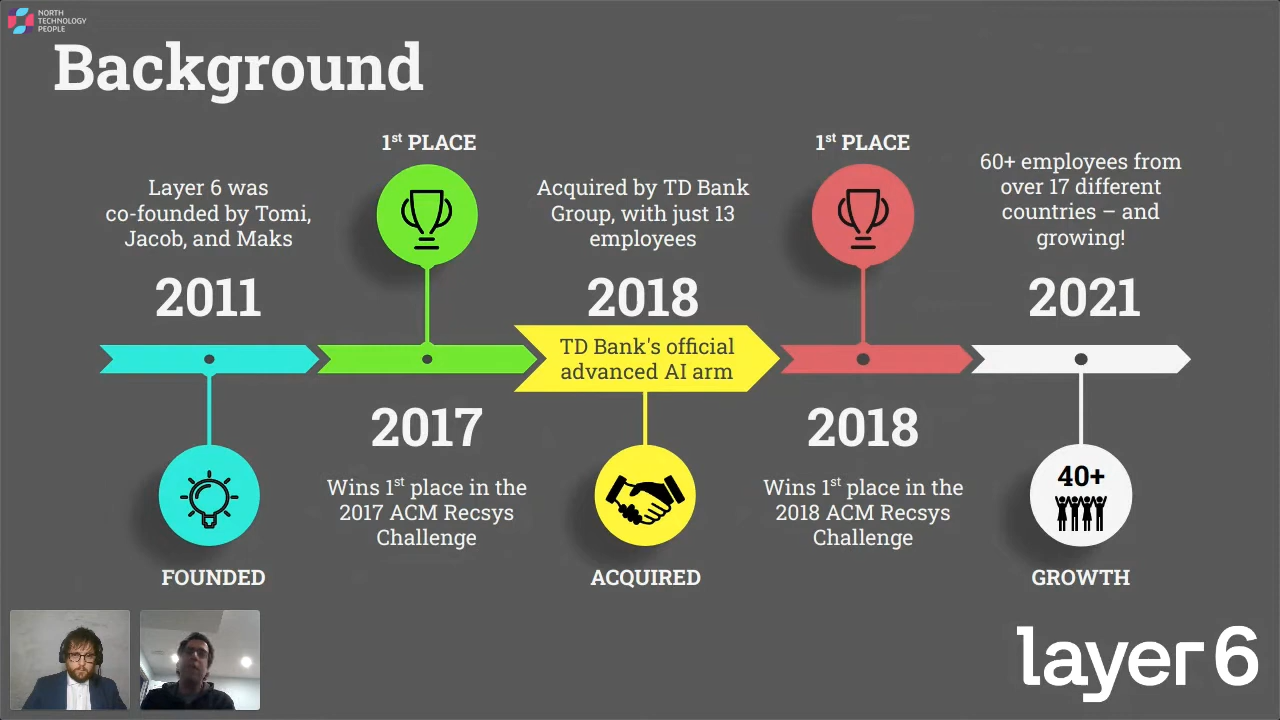 NORTH
TECHNOLOGY
PEOPLE
Background
Layer 6 was
co-founded by Tomi,
Jacob, and Maks
2011
FOUNDED
1st PLACE
2017
Wins 1st place in the
2017 ACM Recsys
Challenge
Acquired by TD Bank
Group, with just 13
employees
2018
TD Bank's official
advanced AI arm
ACQUIRED
1st PLACE
2018
Wins 1st place in the
2018 ACM Recsys
Challenge
60+ employees from
over 17 different
countries – and
growing!
2021
40+
GROWTH
layer 6